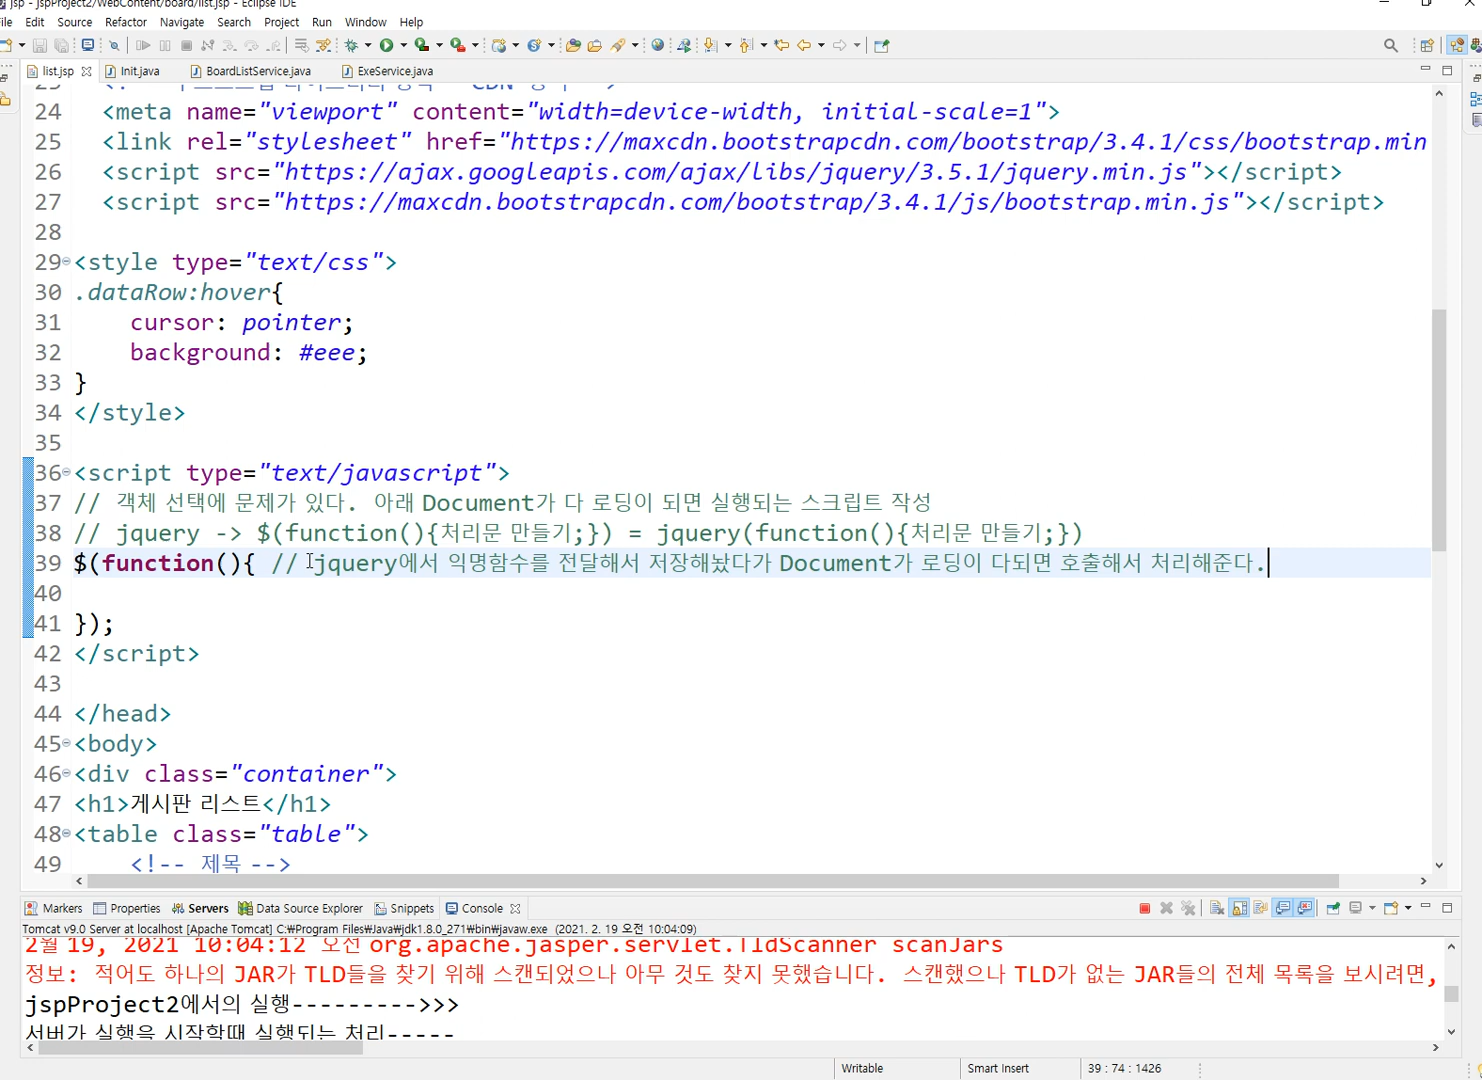 jsp - jspProject2/WebContent/board/list.jsp - Eclipse IDE
File Edit Source Refactor Navigate Search Project Run Window Help
list.jsp Init.java BoardListService.java ExeService.java
24 <meta name="viewport" content="width=device-width, initial-scale=1">
25 <link rel="stylesheet" href="https://maxcdn.bootstrapcdn.com/bootstrap/3.4.1/css/bootstrap.min
26 <script src="https://ajax.googleapis.com/ajax/libs/jquery/3.5.1/jquery.min.js"></script>
27 <script src="https://maxcdn.bootstrapcdn.com/bootstrap/3.4.1/js/bootstrap.min.js"></script>
28
29 <style type="text/css">
30 .dataRow:hover{
31 cursor: pointer;
32 background: #eee;
33 }
34 </style>
35
36 <script type="text/javascript">
37 // 객체 선택에 문제가 있다. 아래 Document가 다 로딩이 되면 실행되는 스크립트 작성
38 // jquery -> $(function(){처리문 만들기;}) = jquery(function(){처리문 만들기;})
39 $(function(){ // jquery에서 익명함수를 전달해서 저장해놨다가 Document가 로딩이 다되면 호출해서 처리해준다.
40
41 });
42 </script>
43
44 </head>
45 <body>
46 <div class="container">
47 <h1>게시판 리스트</h1>
48 <table class="table">
49 <!-- 제목 -->
Markers Properties Servers Data Source Explorer Snippets Console
Tomcat v9.0 Server at localhost [Apache Tomcat] C:₩Program Files₩Java₩jdk1.8.0_271₩bin₩javaw.exe (2021. 2. 19 오전 10:04:09)
2월 19, 2021 10:04:12 오전 org.apache.jasper.servlet.TldScanner scanJars
정보: 적어도 하나의 JAR가 TLD들을 찾기 위해 스캔되었으나 아무 것도 찾지 못했습니다. 스캔했으나 TLD가 없는 JAR들의 전체 목록을 보시려면,
jspProject2에서의 실행--------->>>
서버가 실행을 시작할때 실행되는 처리-----
Writable Smart Insert 39 : 74 : 1426